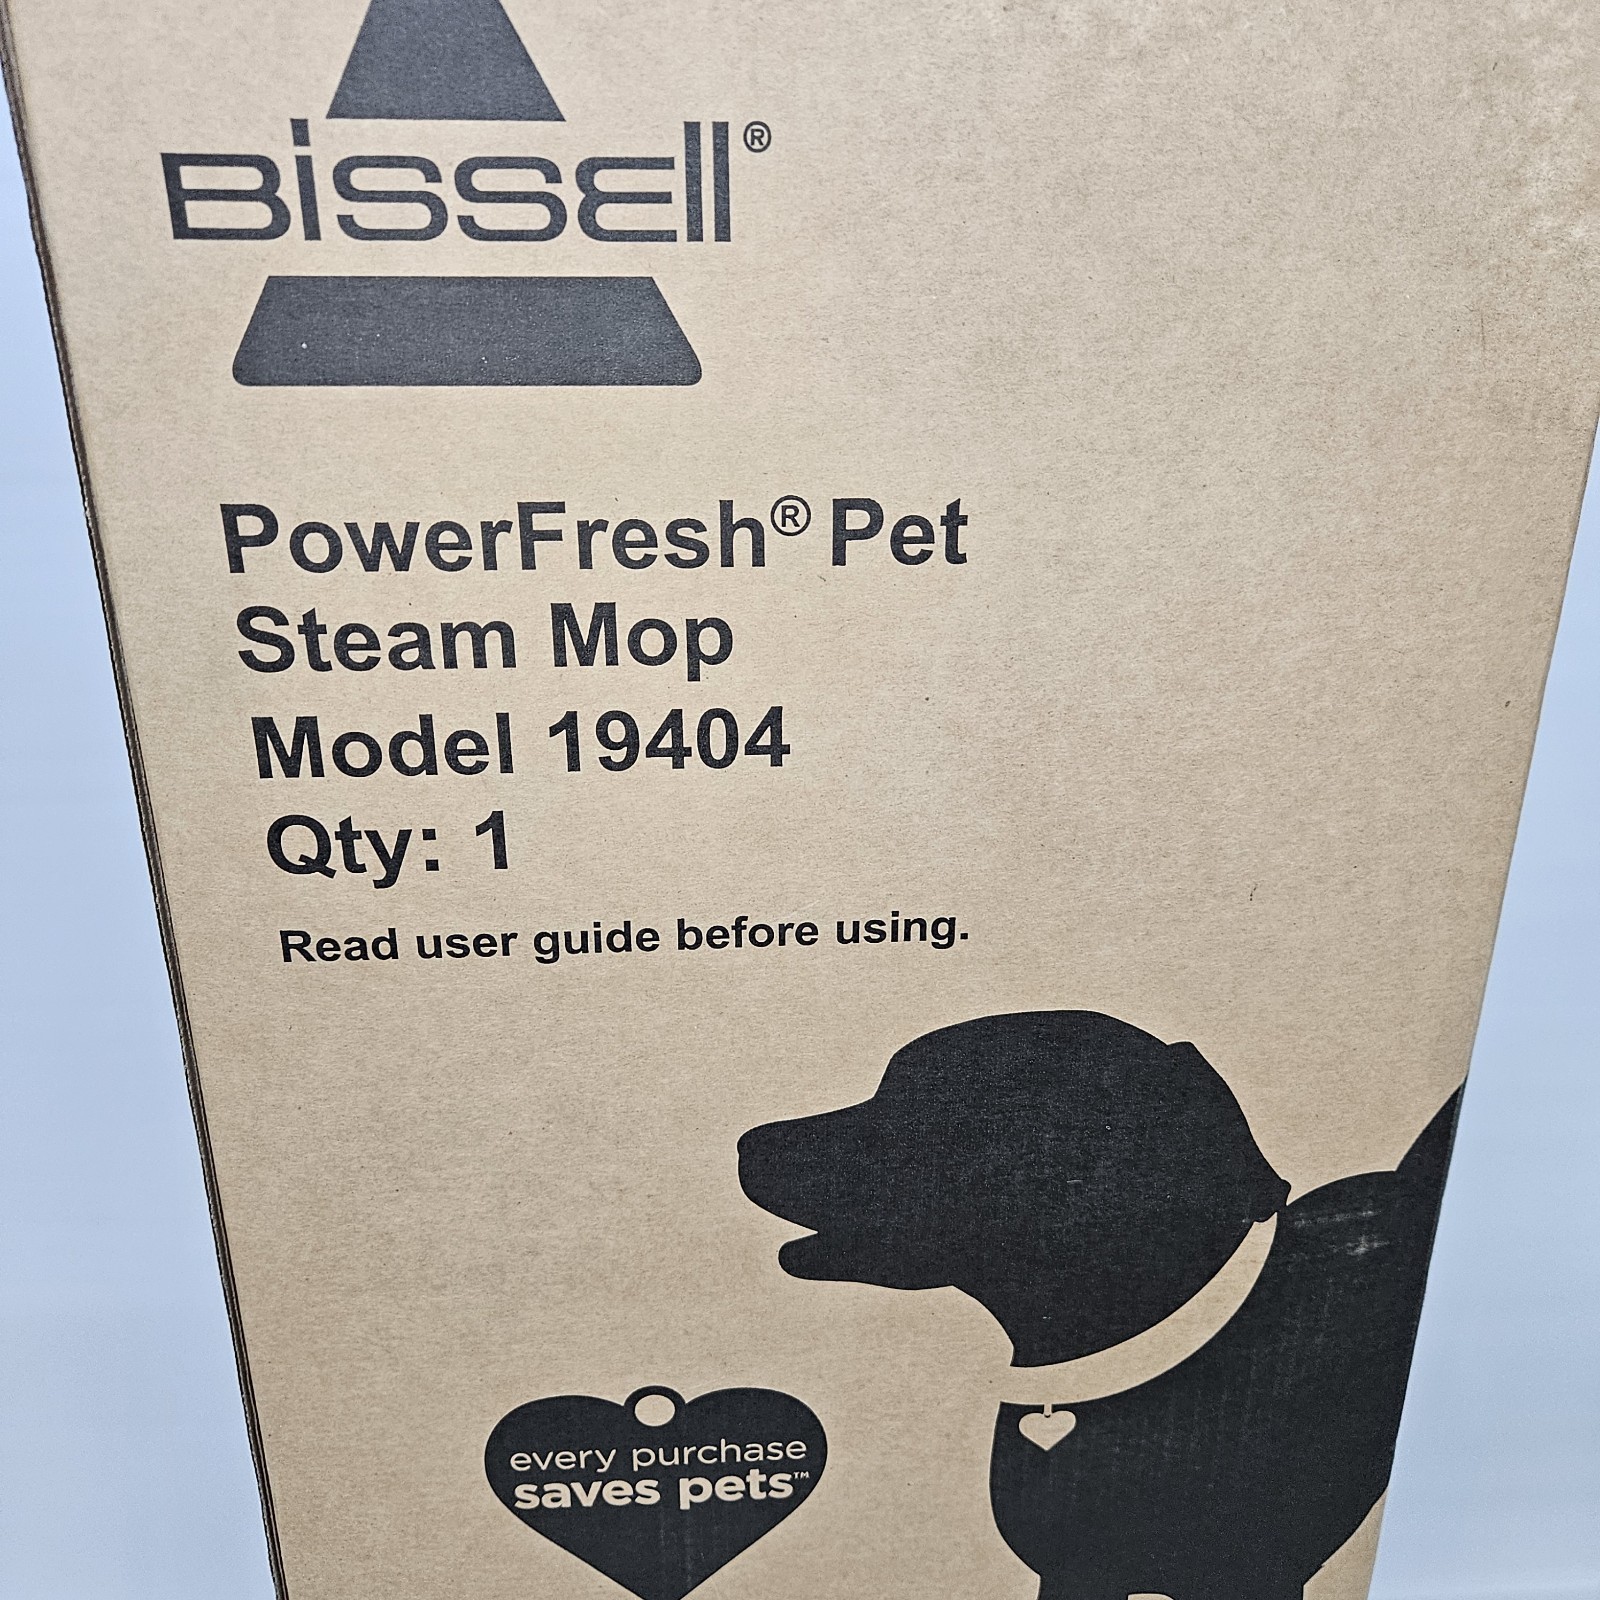 BISSELL®
PowerFresh® Pet
Steam Mop
Model 19404
Qty: 1
Read user guide before using.
every purchase
saves pets™